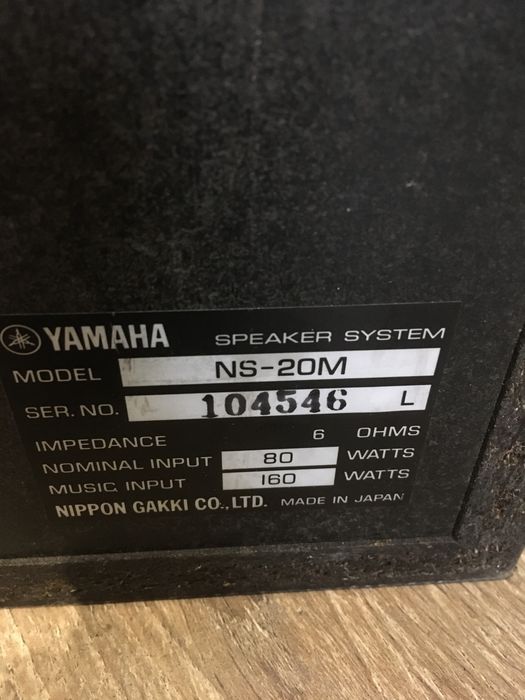 YAMAHA SPEAKER SYSTEM
MODEL NS-20M
SER. NO. 104546 L
IMPEDANCE 6 OHMS
NOMINAL INPUT 80 WATTS
MUSIC INPUT 160 WATTS
NIPPON GAKKI CO., LTD. MADE IN JAPAN